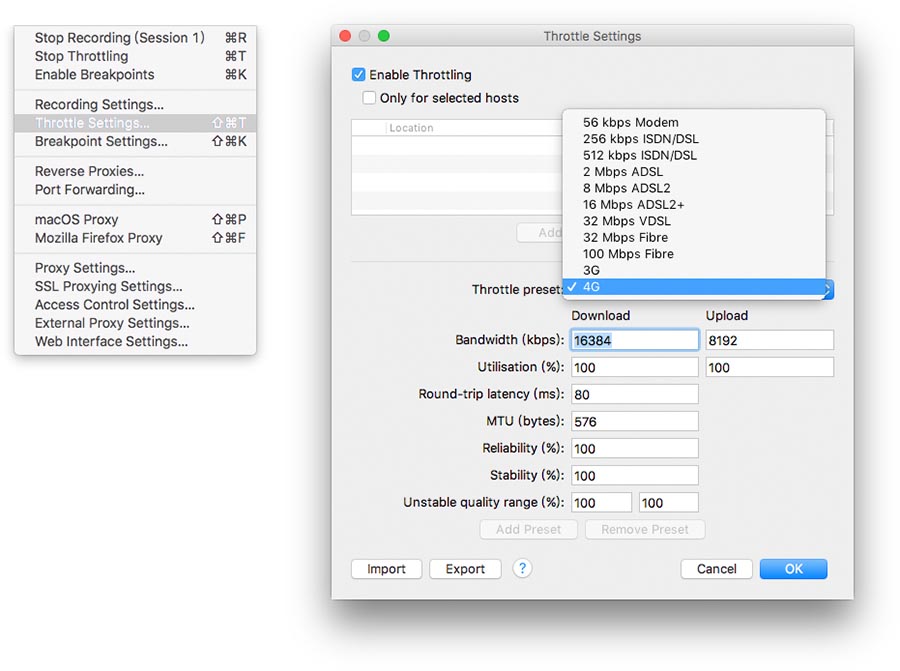 Stop Recording (Session 1) ⌘R
Stop Throttling ⌘T
Enable Breakpoints ⌘K
Recording Settings...
Throttle Settings... ⇧⌘T
Breakpoint Settings... ⇧⌘K
Reverse Proxies...
Port Forwarding...
macOS Proxy ⇧⌘P
Mozilla Firefox Proxy ⇧⌘F
Proxy Settings...
SSL Proxying Settings...
Access Control Settings...
External Proxy Settings...
Web Interface Settings...
Throttle Settings
Enable Throttling
Only for selected hosts
Location
56 kbps Modem
256 kbps ISDN/DSL
512 kbps ISDN/DSL
2 Mbps ADSL
8 Mbps ADSL2
16 Mbps ADSL2+
32 Mbps VDSL
32 Mbps Fibre
100 Mbps Fibre
3G
✓ 4G
Add
Throttle preset:
Download Upload
Bandwidth (kbps): 16384 8192
Utilisation (%): 100 100
Round-trip latency (ms): 80
MTU (bytes): 576
Reliability (%): 100
Stability (%): 100
Unstable quality range (%): 100 100
Add Preset Remove Preset
Import Export ? Cancel OK